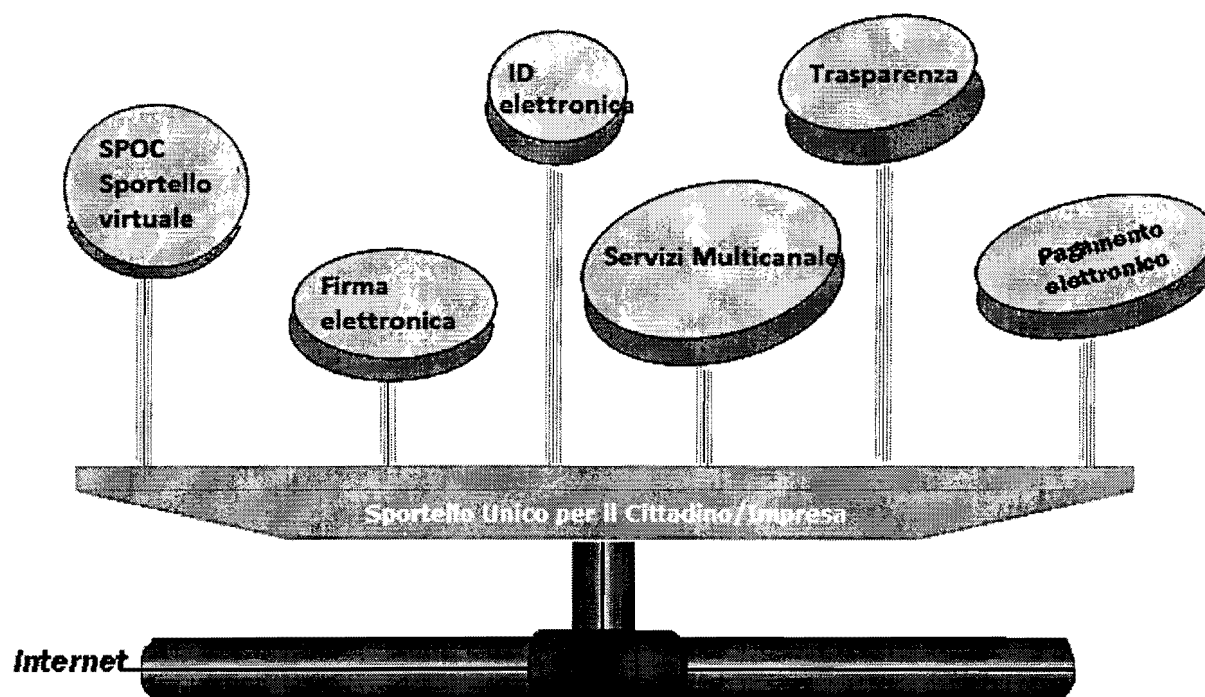 SPOC
Sportello
virtuale
Firma
elettronica
ID
elettronica
Servizi Multicanale
Trasparenza
Pagamento
elettronico
Sportello Unico per il Cittadino/Impresa
Internet